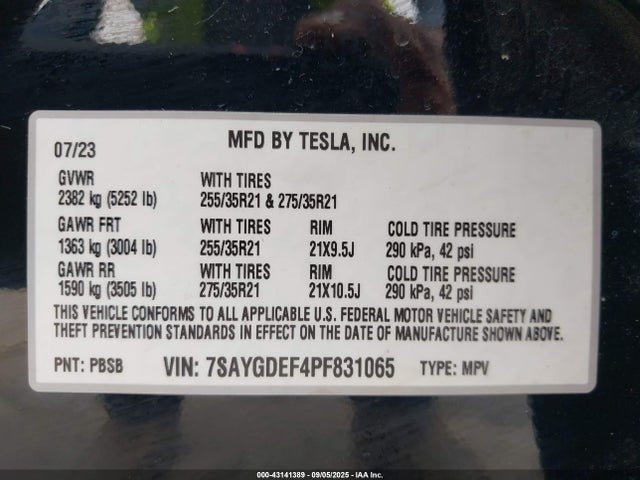 07/23 MFD BY TESLA, INC.
GVWR WITH TIRES
2382 kg (5252 lb) 255/35R21 & 275/35R21
GAWR FRT WITH TIRES RIM COLD TIRE PRESSURE
1363 kg (3004 lb) 255/35R21 21X9.5J 290 kPa, 42 psi
GAWR RR WITH TIRES RIM COLD TIRE PRESSURE
1590 kg (3505 lb) 275/35R21 21X10.5J 290 kPa, 42 psi
THIS VEHICLE CONFORMS TO ALL APPLICABLE U.S. FEDERAL MOTOR VEHICLE SAFETY AND
THEFT PREVENTION STANDARDS IN EFFECT ON THE DATE OF MANUFACTURE SHOWN ABOVE.
PNT: PBSB VIN: 7SAYGDEF4PF831065 TYPE: MPV
000-43141389 - 09/05/2025 - IAA Inc.